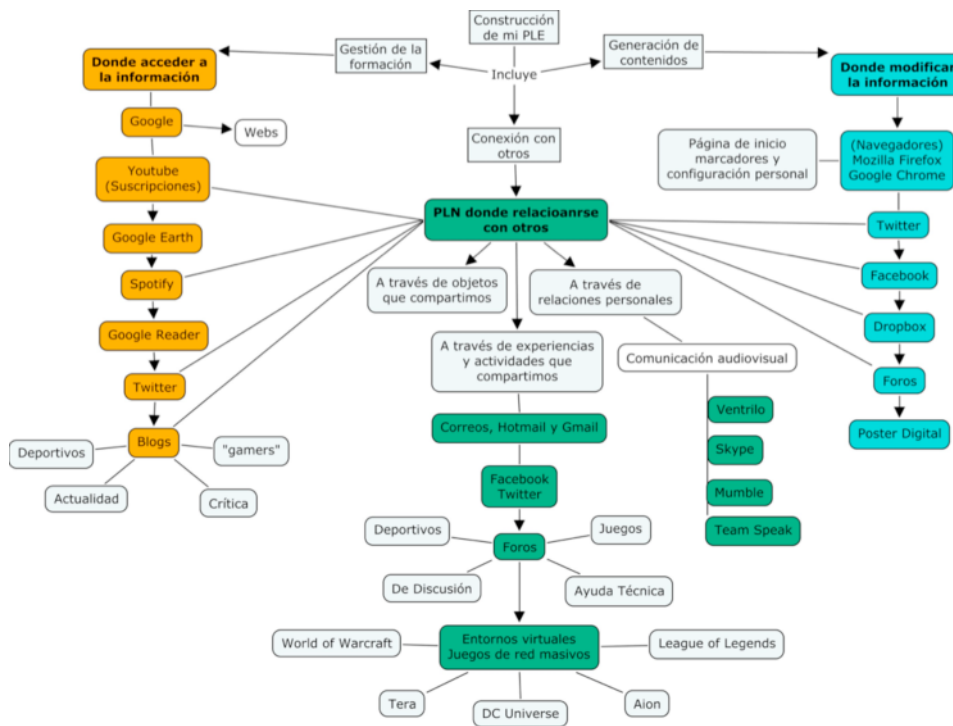 Construcción
de mi PLE
Gestión de la
formación
Incluye
Generación de
contenidos
Donde acceder a
la información
Donde modificar
la información
Google
Webs
Conexión con
otros
Página de inicio
marcadores y
configuración personal
(Navegadores)
Mozilla Firefox
Google Chrome
Youtube
(Suscripciones)
PLN donde relacioanrse
con otros
Twitter
Google Earth
Spotify
A través de objetos
que compartimos
A través de
relaciones personales
Facebook
Google Reader
Dropbox
A través de experiencias
y actividades que
compartimos
Comunicación audiovisual
Twitter
Foros
Blogs
Deportivos
"gamers"
Actualidad
Crítica
Correos, Hotmail y Gmail
Ventrilo
Poster Digital
Skype
Facebook
Twitter
Mumble
Team Speak
Deportivos
Juegos
Foros
De Discusión
Ayuda Técnica
World of Warcraft
Entornos virtuales
Juegos de red masivos
League of Legends
Tera
DC Universe
Aion